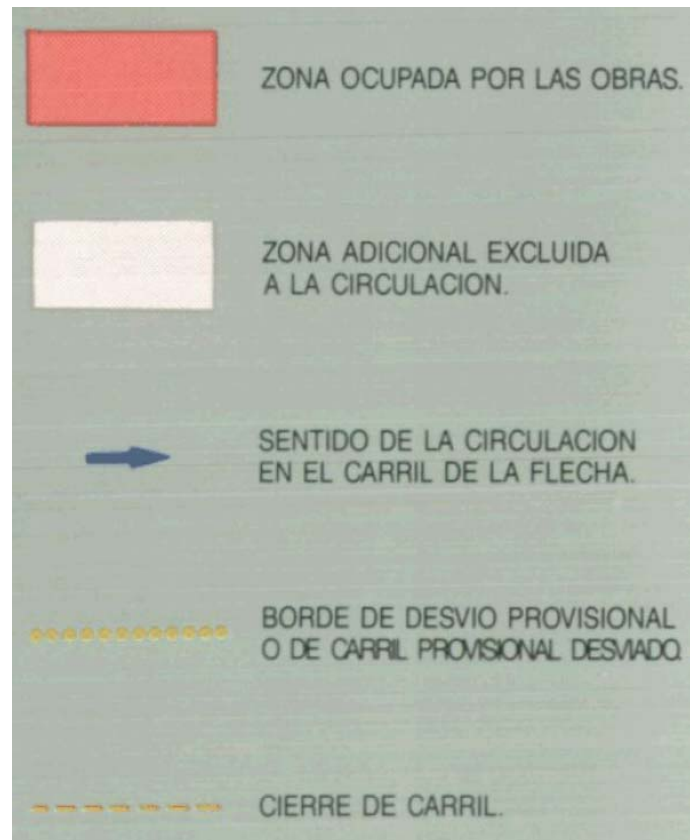 ZONA OCUPADA POR LAS OBRAS.
ZONA ADICIONAL EXCLUIDA
A LA CIRCULACION.
SENTIDO DE LA CIRCULACION
EN EL CARRIL DE LA FLECHA.
BORDE DE DESVIO PROVISIONAL
O DE CARRIL PROVISIONAL DESVIADO.
CIERRE DE CARRIL.